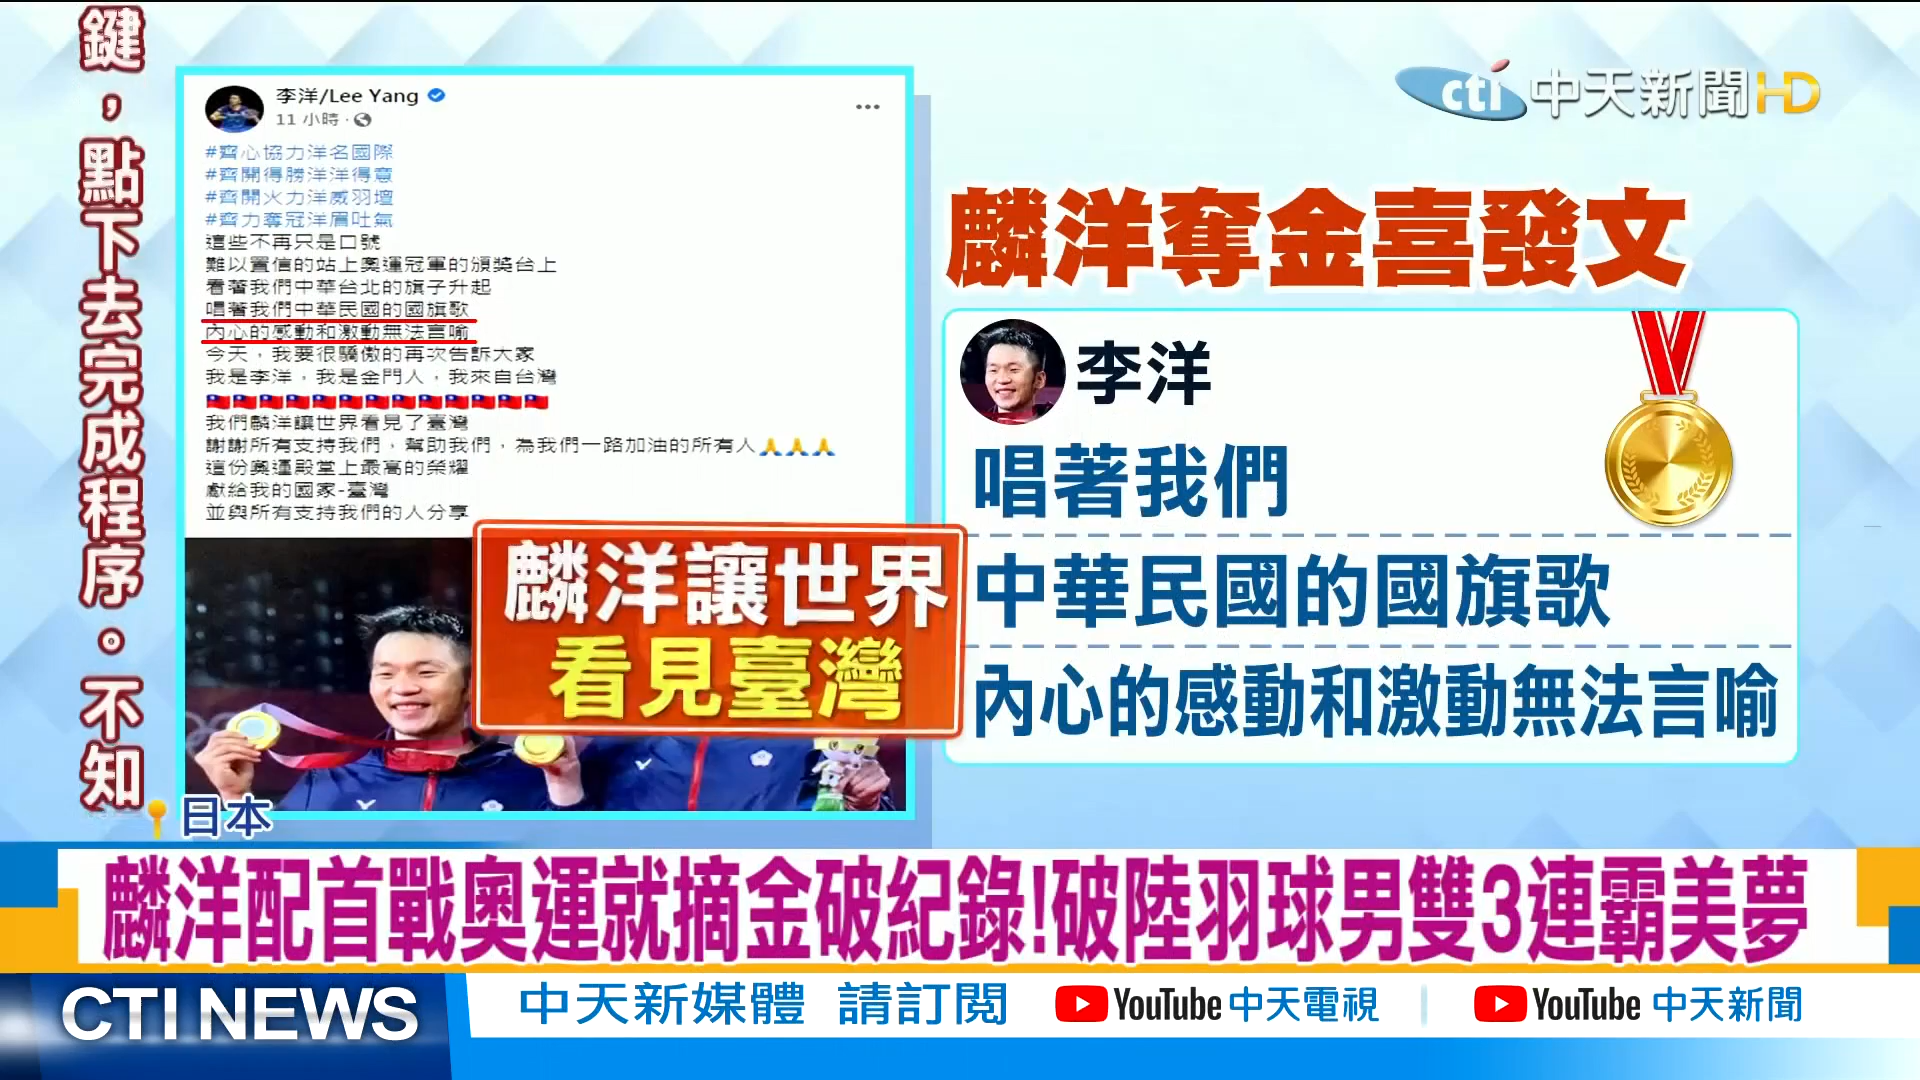 鍵，點下去完成程序。不知
李洋/Lee Yang
11 小時 ·
#齊心協力洋名國際
#齊開得勝洋洋得意
#齊開火力洋威羽壇
#齊力奪冠洋眉吐氣
這些不再只是口號
難以置信的站上奧運冠軍的頒獎台上
看著我們中華台北的旗子升起
唱著我們中華民國的國旗歌
內心的感動和激動無法言喻
今天，我要很驕傲的再次告訴大家
我是李洋，我是金門人，我來自台灣
🇹🇼🇹🇼🇹🇼🇹🇼🇹🇼🇹🇼🇹🇼🇹🇼🇹🇼🇹🇼🇹🇼🇹🇼🇹🇼
我們麟洋讓世界看見了臺灣
謝謝所有支持我們，幫助我們，為我們一路加油的所有人🙏🙏🙏
這份奧運殿堂上最高的榮耀
獻給我的國家-臺灣
並與所有支持我們的人分享
麟洋讓世界
看見臺灣
cti 中天新聞HD
麟洋奪金喜發文
李洋
唱著我們
中華民國的國旗歌
內心的感動和激動無法言喻
日本
麟洋配首戰奧運就摘金破紀錄!破陸羽球男雙3連霸美夢
CTI NEWS
中天新媒體 請訂閱 YouTube 中天電視 | YouTube 中天新聞